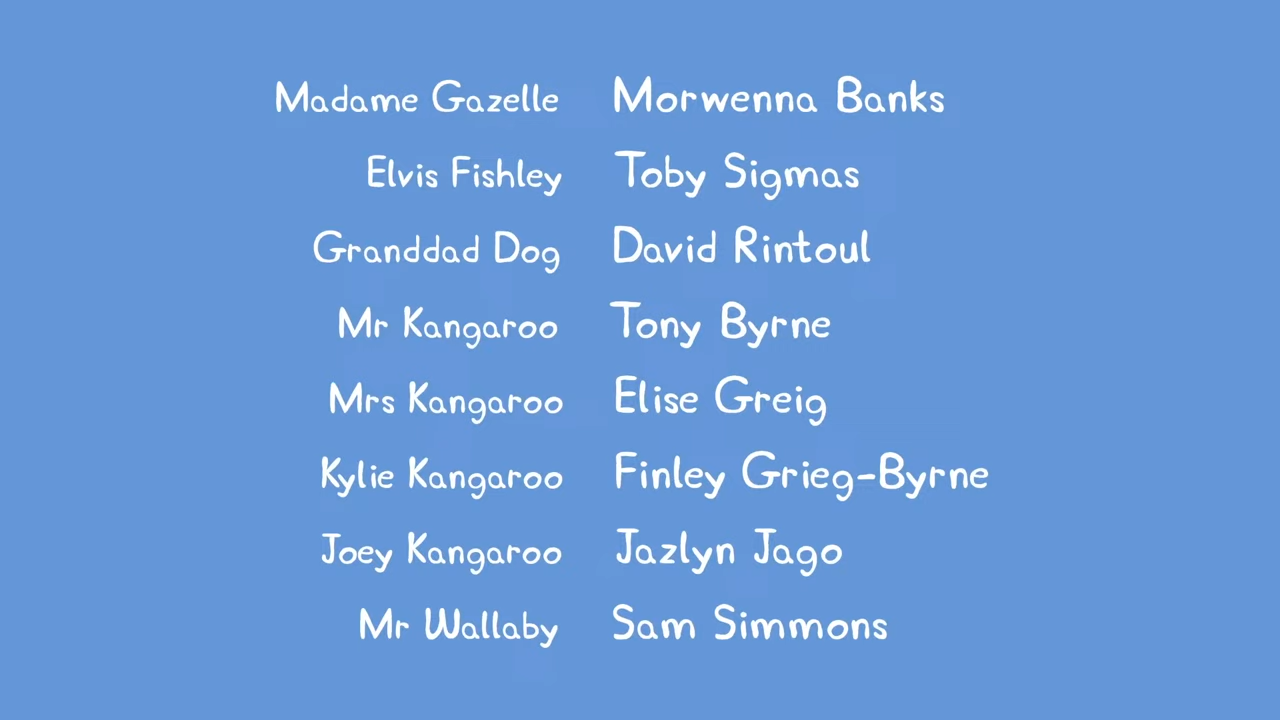 Madame Gazelle Morwenna Banks
Elvis Fishley Toby Sigmas
Granddad Dog David Rintoul
Mr Kangaroo Tony Byrne
Mrs Kangaroo Elise Greig
Kylie Kangaroo Finley Grieg-Byrne
Joey Kangaroo Jazlyn Jago
Mr Wallaby Sam Simmons